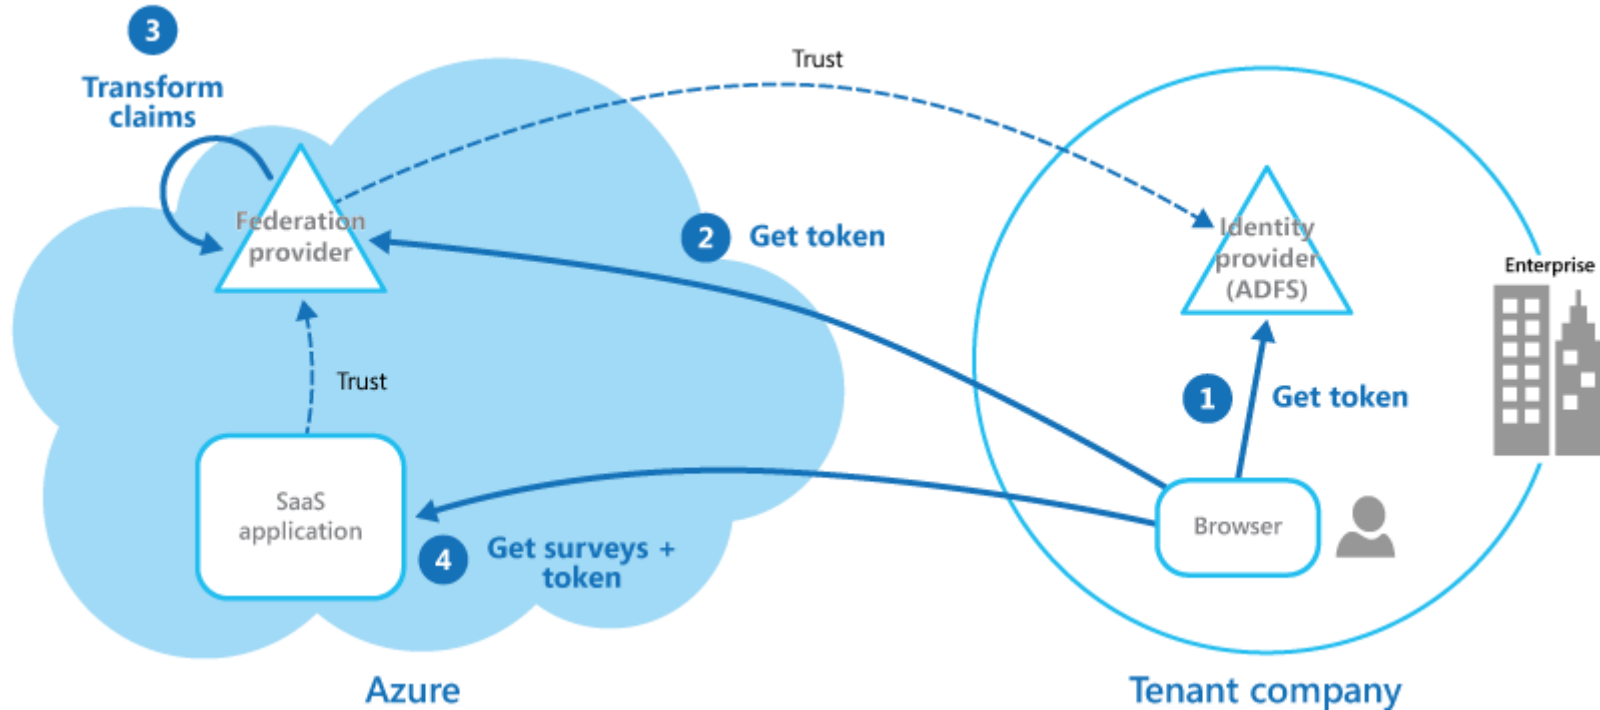 3
Transform
claims
Trust
Federation
provider
2 Get token
Identity
provider
(ADFS)
Enterprise
Trust
1 Get token
SaaS
application
4 Get surveys +
token
Browser
Azure
Tenant company